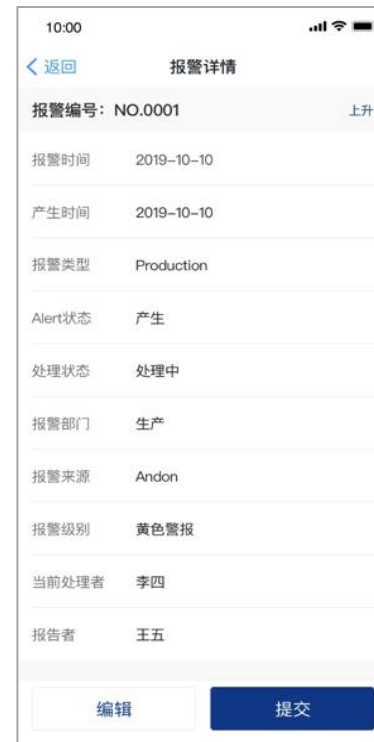 10:00
返回 报警详情
报警编号：NO.0001 上升
报警时间 2019-10-10
产生时间 2019-10-10
报警类型 Production
Alert状态 产生
处理状态 处理中
报警部门 生产
报警来源 Andon
报警级别 黄色警报
当前处理者 李四
报告者 王五
编辑 提交